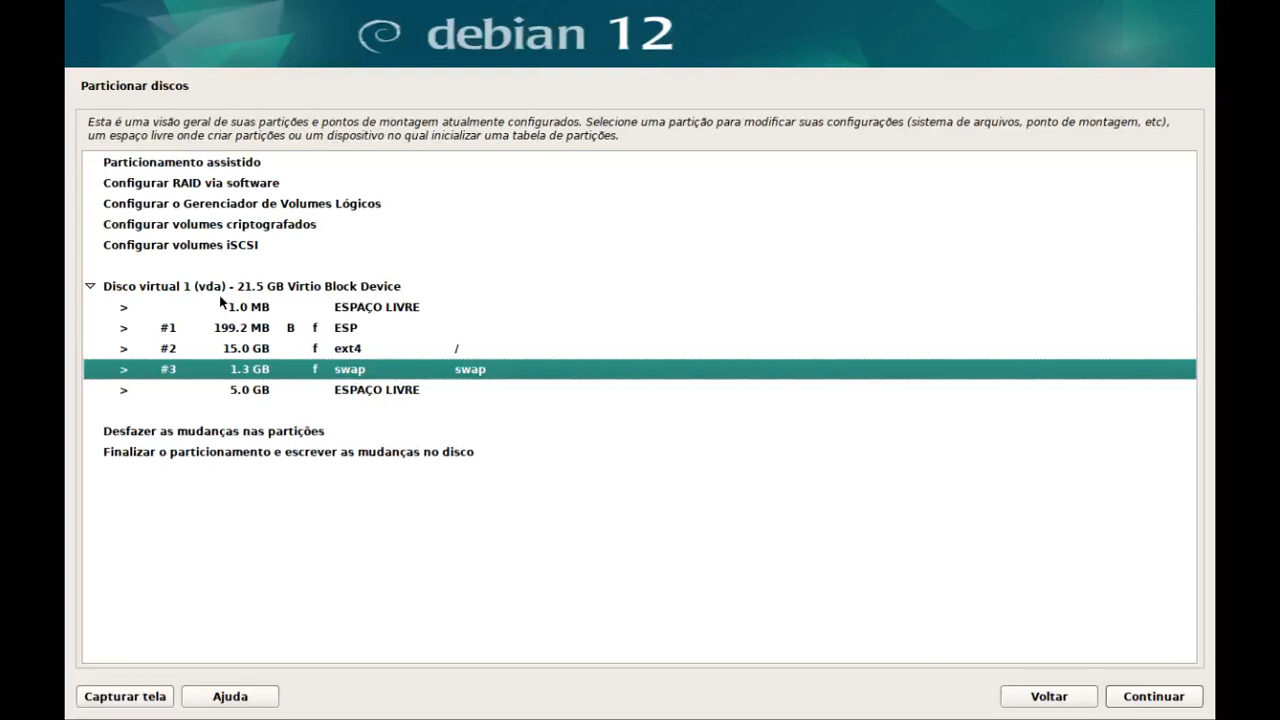 debian 12
Particionar discos
Esta é uma visão geral de suas partições e pontos de montagem atualmente configurados. Selecione uma partição para modificar suas configurações (sistema de arquivos, ponto de montagem, etc),
um espaço livre onde criar partições ou um dispositivo no qual inicializar uma tabela de partições.
Particionamento assistido
Configurar RAID via software
Configurar o Gerenciador de Volumes Lógicos
Configurar volumes criptografados
Configurar volumes iSCSI
Disco virtual 1 (vda) - 21.5 GB Virtio Block Device
> 1.0 MB ESPAÇO LIVRE
> #1 199.2 MB B f ESP
> #2 15.0 GB f ext4 /
> #3 1.3 GB f swap swap
> 5.0 GB ESPAÇO LIVRE
Desfazer as mudanças nas partições
Finalizar o particionamento e escrever as mudanças no disco
Capturar tela Ajuda Voltar Continuar